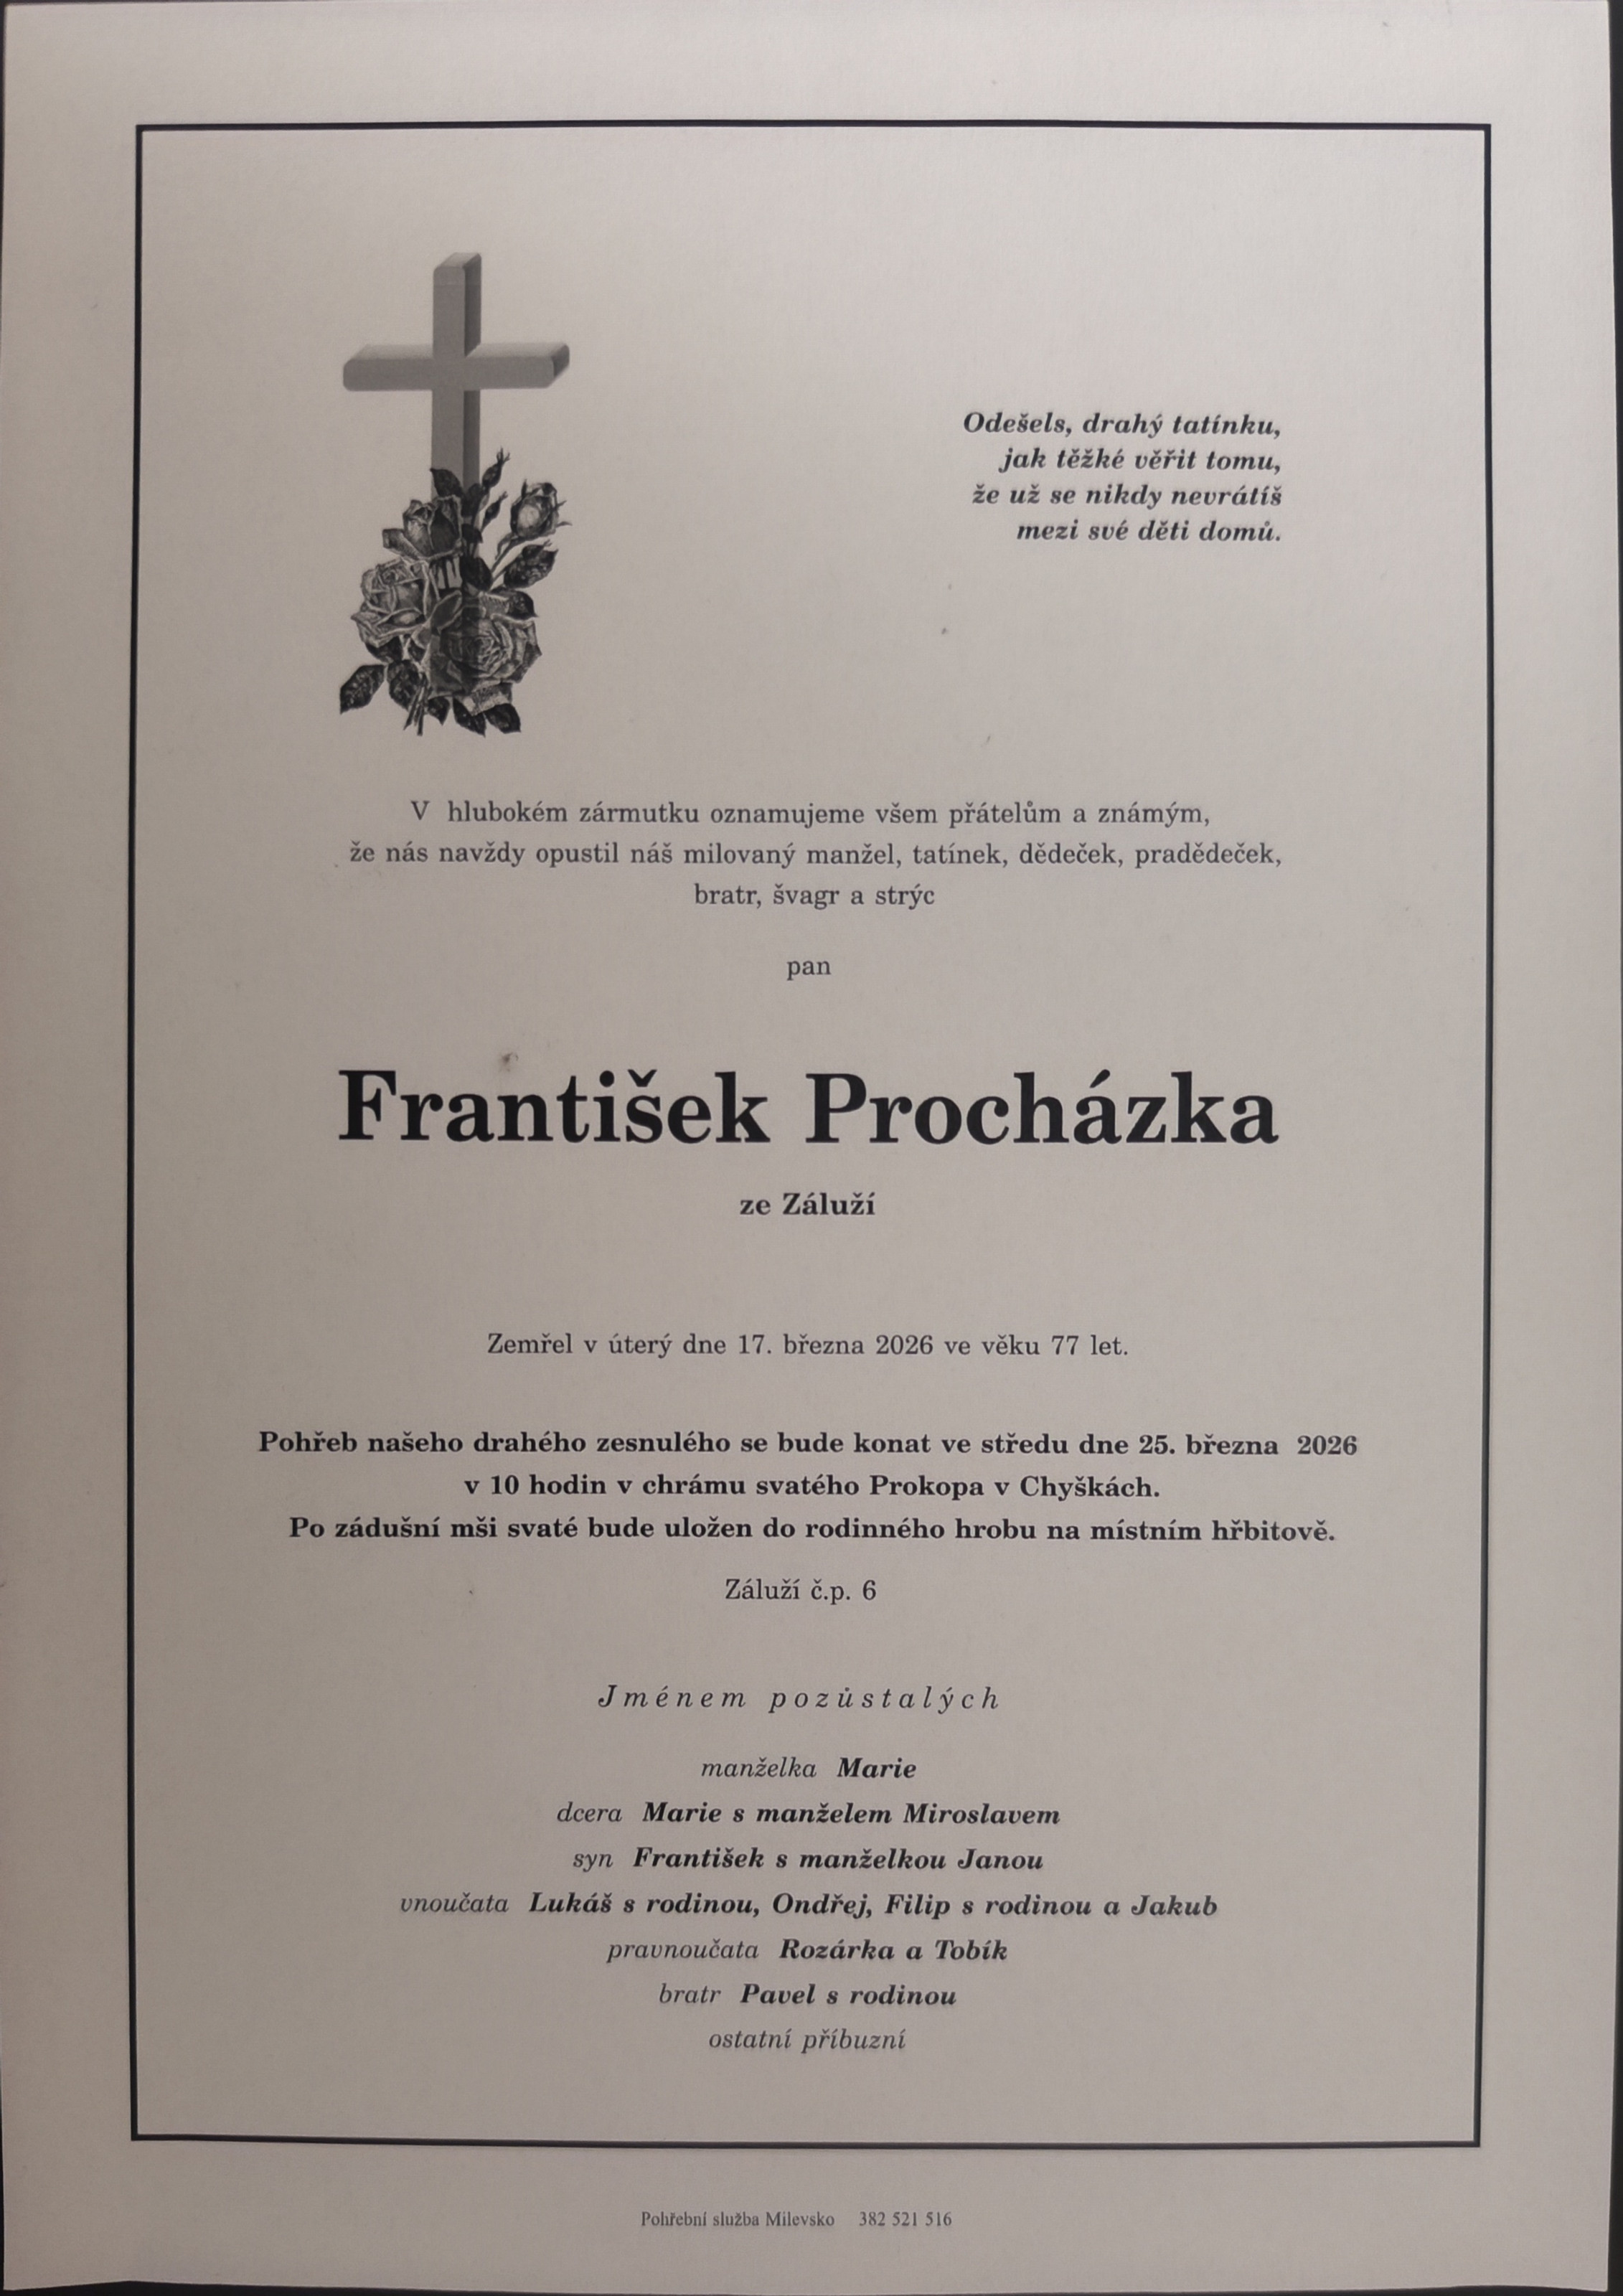 Odešels, drahý tatínku,
jak těžké věřit tomu,
že už se nikdy nevrátíš
mezi své děti domů.
V hlubokém zármutku oznamujeme všem přátelům a známým,
že nás navždy opustil náš milovaný manžel, tatínek, dědeček, pradědeček,
bratr, švagr a strýc
pan
František Procházka
ze Záluží
Zemřel v úterý dne 17. března 2026 ve věku 77 let.
Pohřeb našeho drahého zesnulého se bude konat ve středu dne 25. března 2026
v 10 hodin v chrámu svatého Prokopa v Chyškách.
Po zádušní mši svaté bude uložen do rodinného hrobu na místním hřbitově.
Záluží č.p. 6
Jménem pozůstalých
manželka Marie
dcera Marie s manželem Miroslavem
syn František s manželkou Janou
vnoučata Lukáš s rodinou, Ondřej, Filip s rodinou a Jakub
pravnoučata Rozárka a Tobík
bratr Pavel s rodinou
ostatní příbuzní
Pohřební služba Milevsko 382 521 516